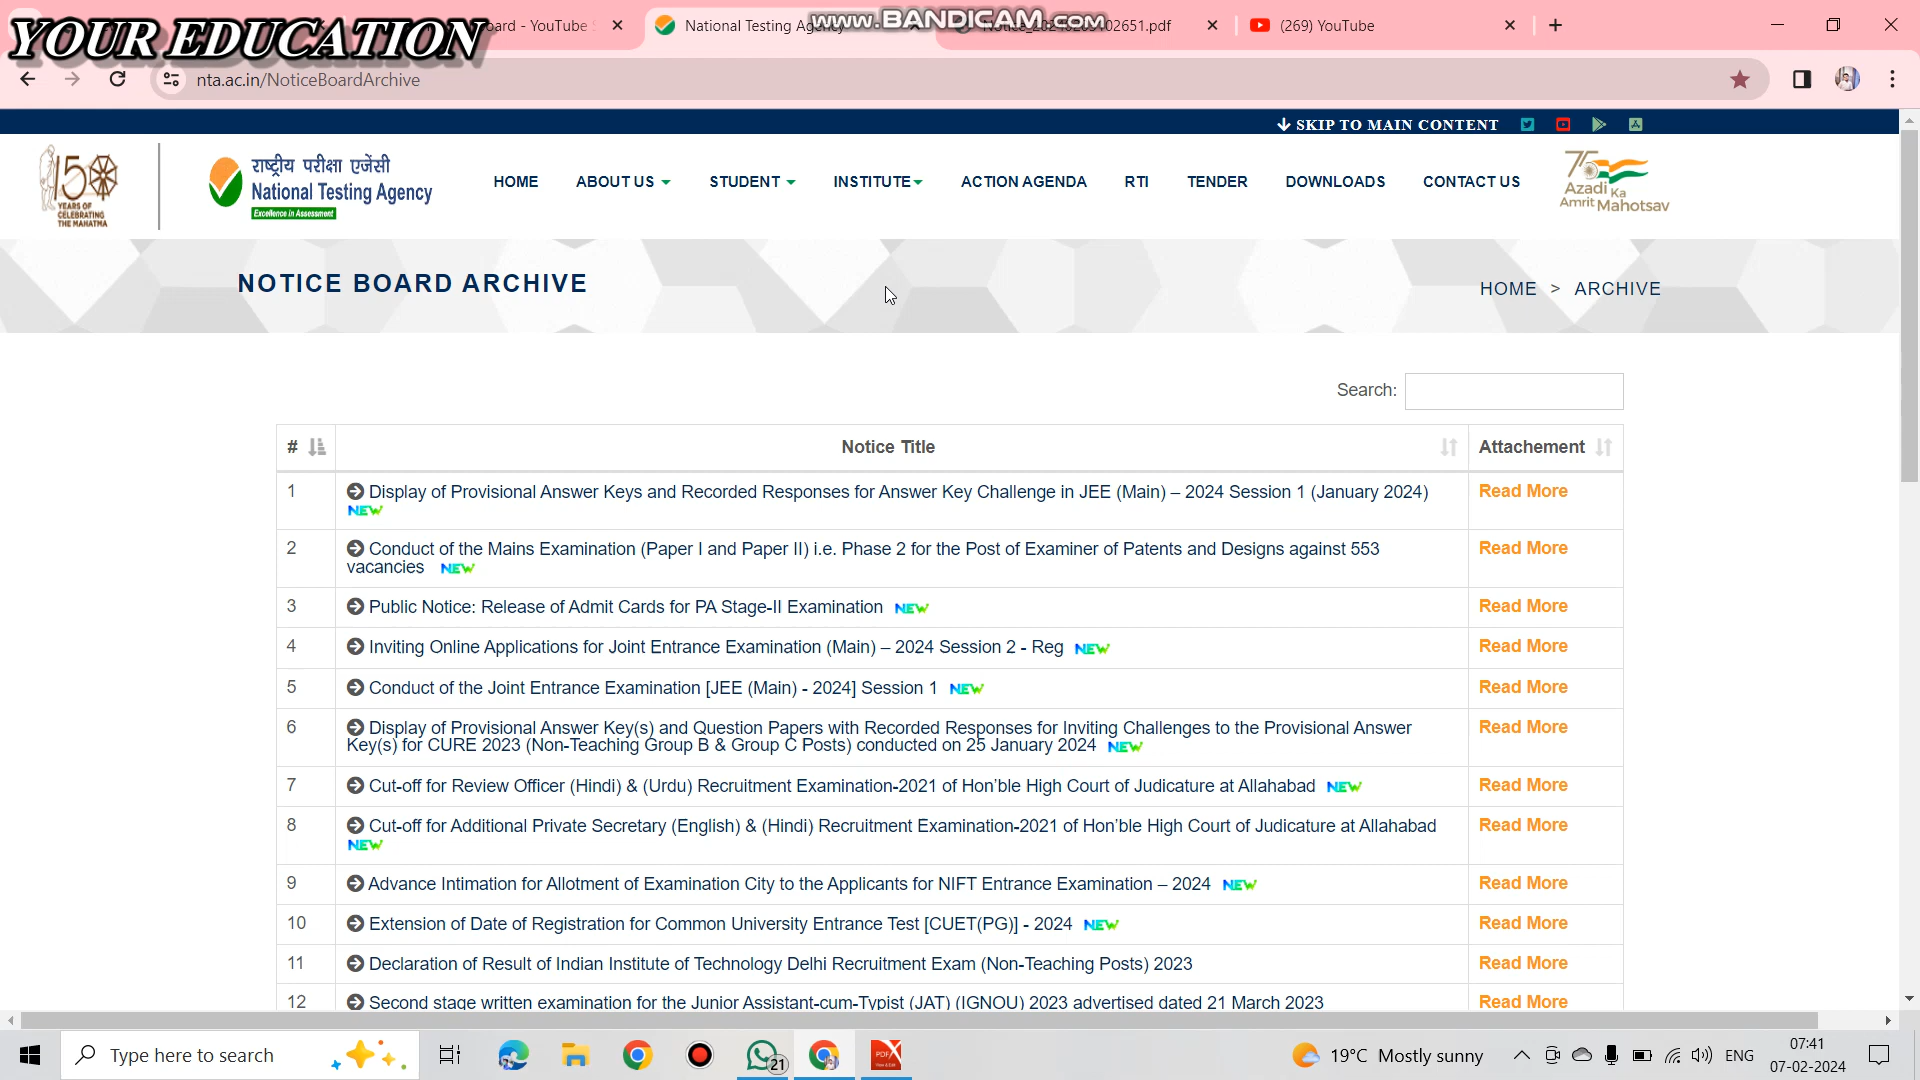 YOUR EDUCATION
www.BANDICAM.com
board - YouTube
National Testing Agency
(269) YouTube
nta.ac.in/NoticeBoardArchive
SKIP TO MAIN CONTENT
150
YEARS OF
CELEBRATING
THE MAHATMA
राष्ट्रीय परीक्षा एजेंसी
National Testing Agency
Excellence in Assessment
HOME
ABOUT US
STUDENT
INSTITUTE
ACTION AGENDA
RTI
TENDER
DOWNLOADS
CONTACT US
75
Azadi Ka
Amrit Mahotsav
NOTICE BOARD ARCHIVE
HOME > ARCHIVE
Search:
# Notice Title Attachement
1 Display of Provisional Answer Keys and Recorded Responses for Answer Key Challenge in JEE (Main) – 2024 Session 1 (January 2024) Read More
NEW
2 Conduct of the Mains Examination (Paper I and Paper II) i.e. Phase 2 for the Post of Examiner of Patents and Designs against 553 Read More
vacancies NEW
3 Public Notice: Release of Admit Cards for PA Stage-II Examination NEW Read More
4 Inviting Online Applications for Joint Entrance Examination (Main) – 2024 Session 2 - Reg NEW Read More
5 Conduct of the Joint Entrance Examination [JEE (Main) - 2024] Session 1 NEW Read More
6 Display of Provisional Answer Key(s) and Question Papers with Recorded Responses for Inviting Challenges to the Provisional Answer Read More
Key(s) for CURE 2023 (Non-Teaching Group B & Group C Posts) conducted on 25 January 2024 NEW
7 Cut-off for Review Officer (Hindi) & (Urdu) Recruitment Examination-2021 of Hon'ble High Court of Judicature at Allahabad NEW Read More
8 Cut-off for Additional Private Secretary (English) & (Hindi) Recruitment Examination-2021 of Hon'ble High Court of Judicature at Allahabad Read More
NEW
9 Advance Intimation for Allotment of Examination City to the Applicants for NIFT Entrance Examination – 2024 NEW Read More
10 Extension of Date of Registration for Common University Entrance Test [CUET(PG)] - 2024 NEW Read More
11 Declaration of Result of Indian Institute of Technology Delhi Recruitment Exam (Non-Teaching Posts) 2023 Read More
12 Second stage written examination for the Junior Assistant-cum-Typist (JAT) (IGNOU) 2023 advertised dated 21 March 2023 Read More
Type here to search
21
PDF
19°C Mostly sunny
ENG
07:41
07-02-2024